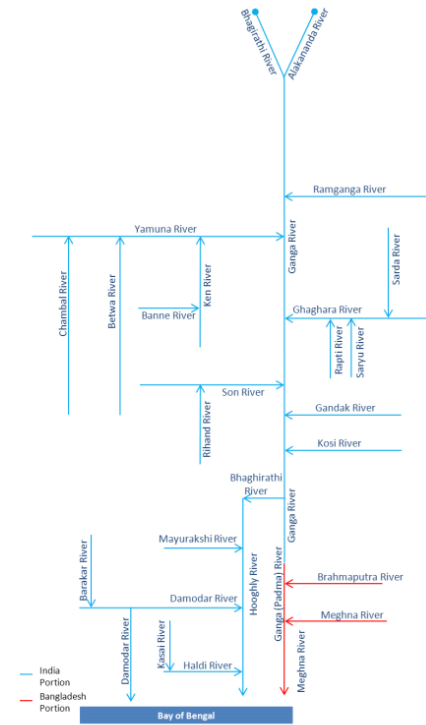 Bhagirathi River
Alakananda River
Ramganga River
Yamuna River
Ganga River
Sarda River
Chambal River
Betwa River
Ken River
Banne River
Ghaghara River
Rapti River
Saryu River
Son River
Rihand River
Gandak River
Kosi River
Bhaghirathi
River
Ganga River
Mayurakshi River
Hooghly River
Ganga (Padma) River
Barakar River
Brahmaputra River
Damodar River
Meghna River
Damodar River
Kasai River
Haldi River
Meghna River
India
Portion
Bangladesh
Portion
Bay of Bengal